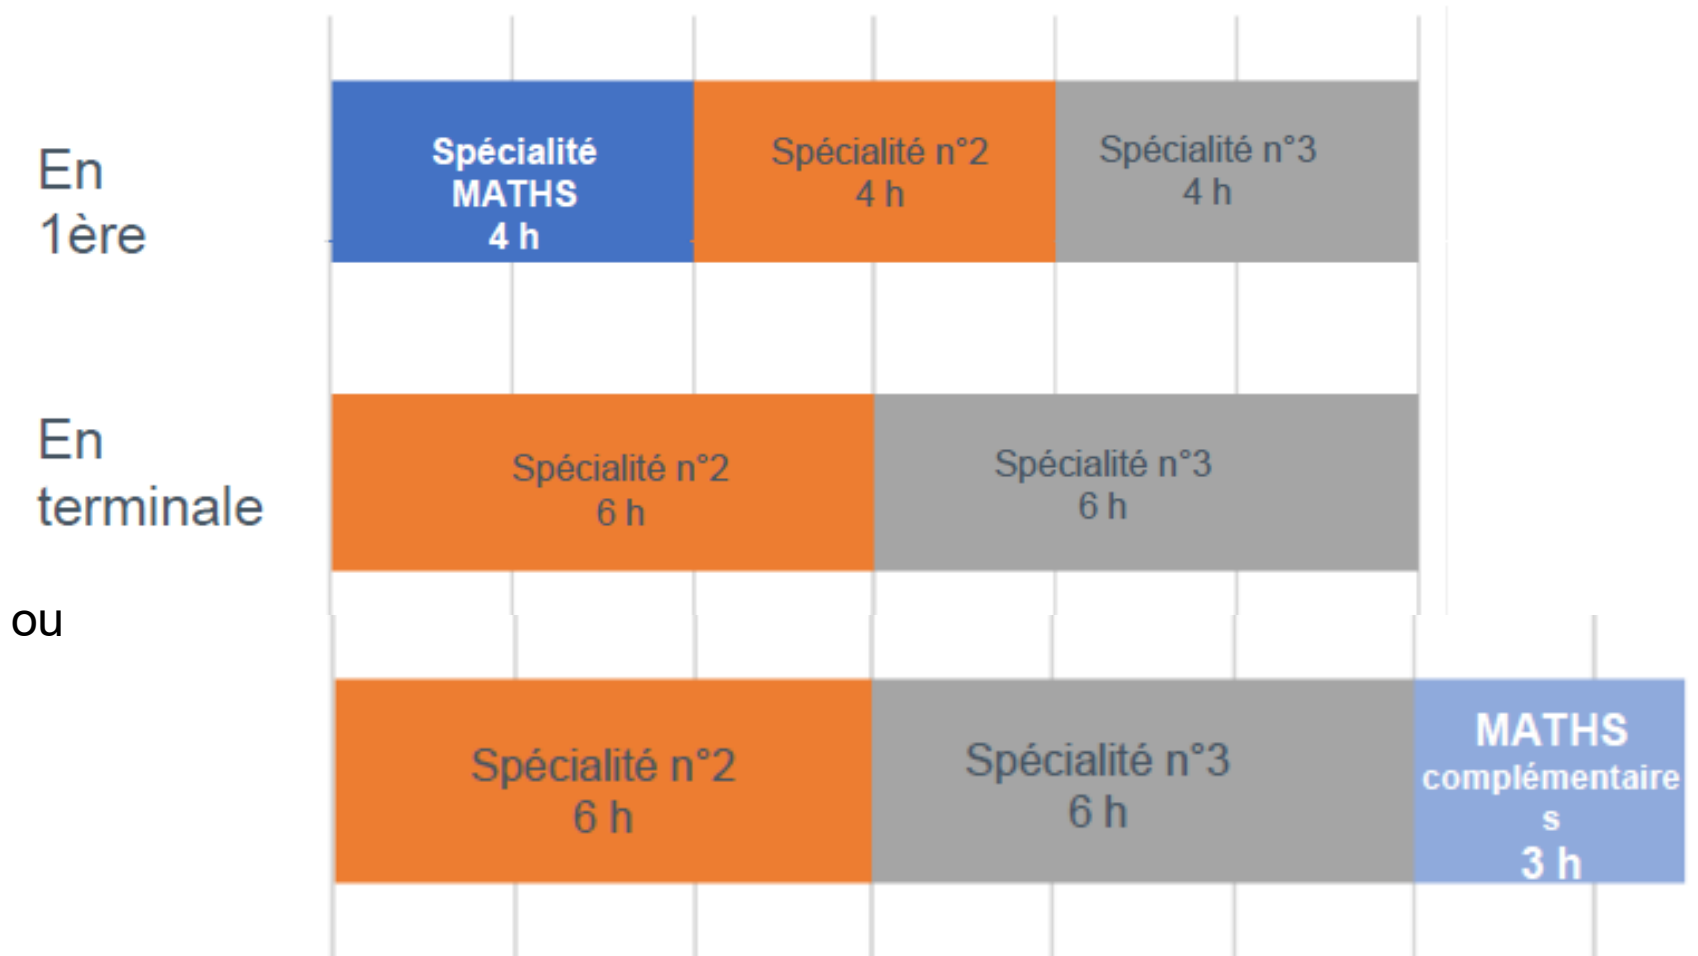 En
1ère
Spécialité
MATHS
4 h
Spécialité n°2
4 h
Spécialité n°3
4 h
En
terminale
Spécialité n°2
6 h
Spécialité n°3
6 h
ou
Spécialité n°2
6 h
Spécialité n°3
6 h
MATHS
complémentaire
s
3 h